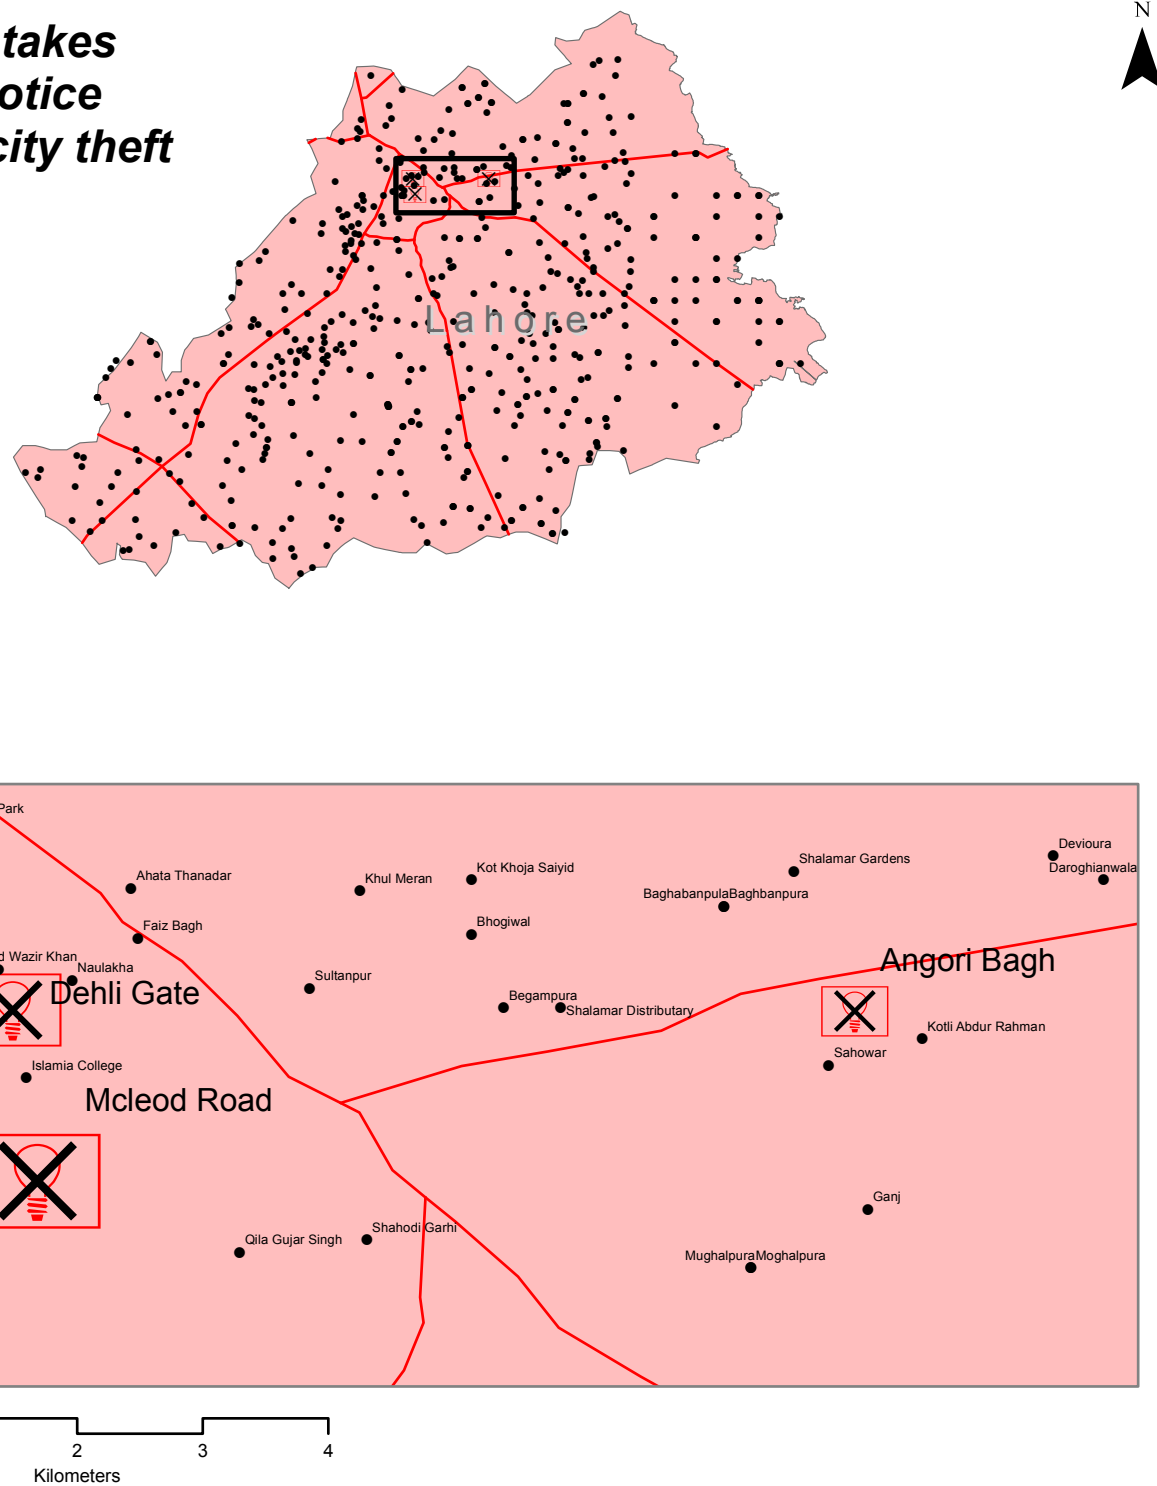 takes
otice
city theft
N
Lahore
Park
Devioura
Shalamar Gardens
Daroghianwala
Kot Khoja Saiyid
Ahata Thanadar
Khul Meran
BaghabanpulaBaghbanpura
Faiz Bagh
Bhogiwal
d Wazir Khan
Naulakha
Angori Bagh
Sultanpur
Dehli Gate
Begampura
Shalamar Distributary
Kotli Abdur Rahman
Sahowar
Islamia College
Mcleod Road
Ganj
Shahodi Garhi
Qila Gujar Singh
MughalpuraMoghalpura
2 3 4
Kilometers